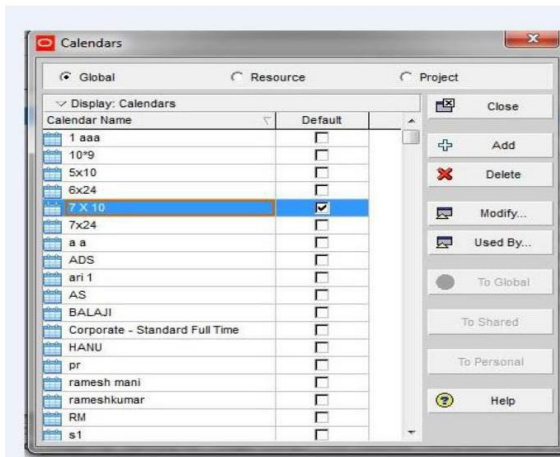 Calendars
Global Resource Project
Display: Calendars
Calendar Name Default
1 aaa
10*9
5x10
6x24
7 X 10
7x24
a a
ADS
ari 1
AS
BALAJI
Corporate - Standard Full Time
HANU
pr
ramesh mani
rameshkumar
RM
s1
Close
Add
Delete
Modify...
Used By...
To Global
To Shared
To Personal
Help